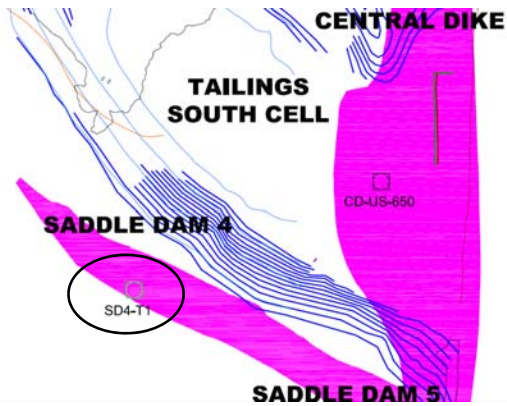 CENTRAL DIKE
TAILINGS
SOUTH CELL
CD-US-650
SADDLE DAM 4
SD4-T1
SADDLE DAM 5